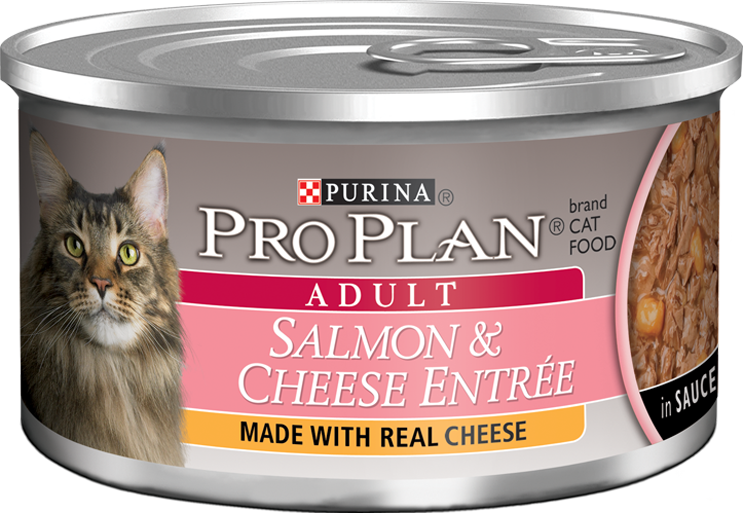 PURINA®
PRO PLAN®
brand
CAT
FOOD
ADULT
SALMON &
CHEESE ENTRÉE
MADE WITH REAL CHEESE
in SAUCE